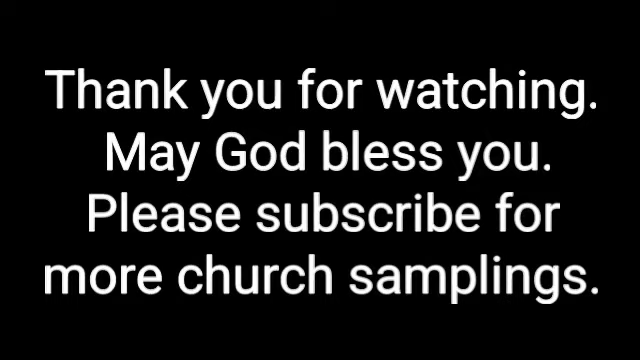 Thank you for watching.
May God bless you.
Please subscribe for
more church samplings.